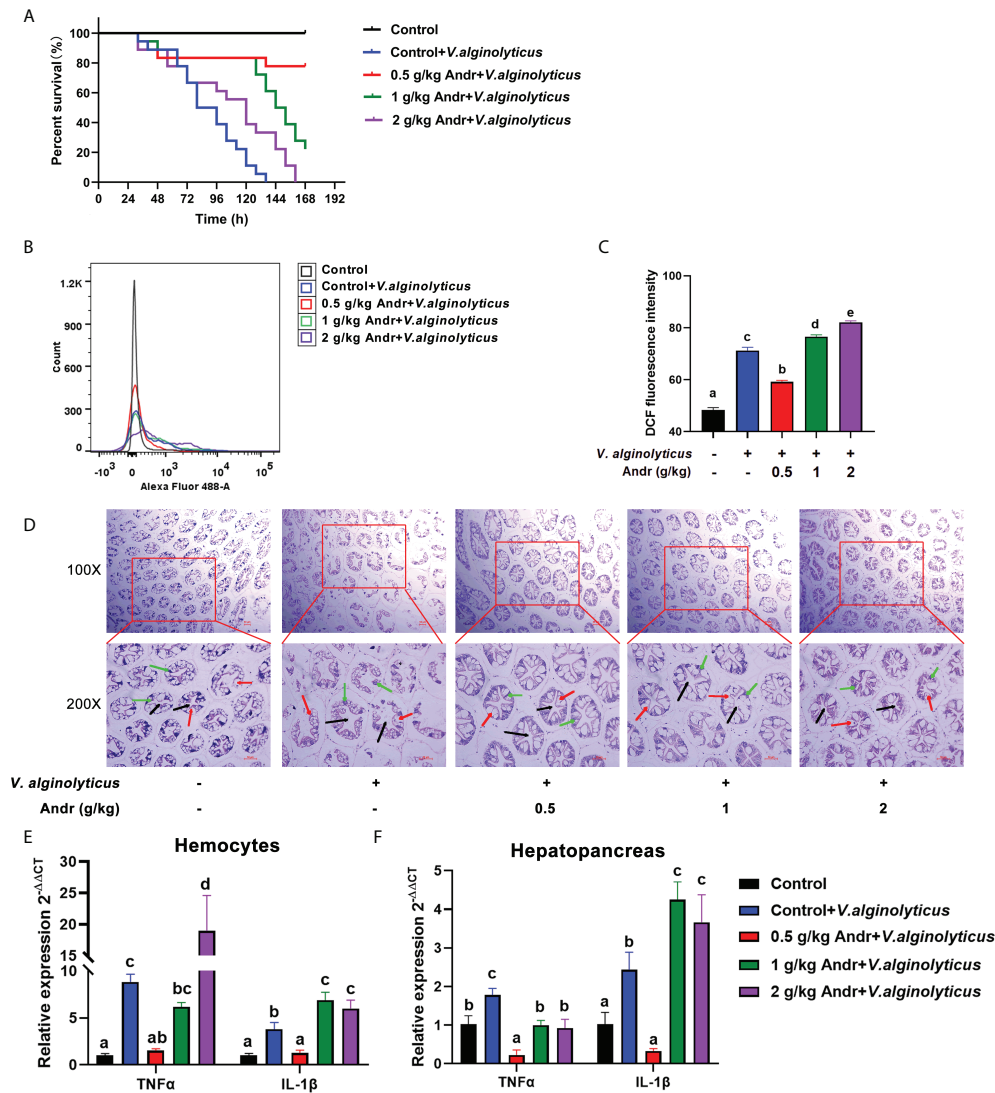 A
Percent survival (%)
100
80
60
40
20
0
0 24 48 72 96 120 144 168 192
Time (h)
Control
Control+V.alginolyticus
0.5 g/kg Andr+V.alginolyticus
1 g/kg Andr+V.alginolyticus
2 g/kg Andr+V.alginolyticus
B
Count
1.2K
900
600
300
0
-10³ 0 10³ 10⁴ 10⁵
Alexa Fluor 488-A
Control
Control+V.alginolyticus
0.5 g/kg Andr+V.alginolyticus
1 g/kg Andr+V.alginolyticus
2 g/kg Andr+V.alginolyticus
C
DCF fluorescence intensity
100
80
60
40
a c b d e
V. alginolyticus - + + + +
Andr (g/kg) - - 0.5 1 2
D
100X
200X
V. alginolyticus - + + + +
Andr (g/kg) - - 0.5 1 2
E
Hemocytes
Relative expression 2-ΔΔCT
30
25
20
15
10
5
0
a c ab bc d a b a c c
TNFα IL-1β
F
Hepatopancreas
Relative expression 2-ΔΔCT
5
4
3
2
1
0
b c a b b a b a c c
TNFα IL-1β
Control
Control+V.alginolyticus
0.5 g/kg Andr+V.alginolyticus
1 g/kg Andr+V.alginolyticus
2 g/kg Andr+V.alginolyticus